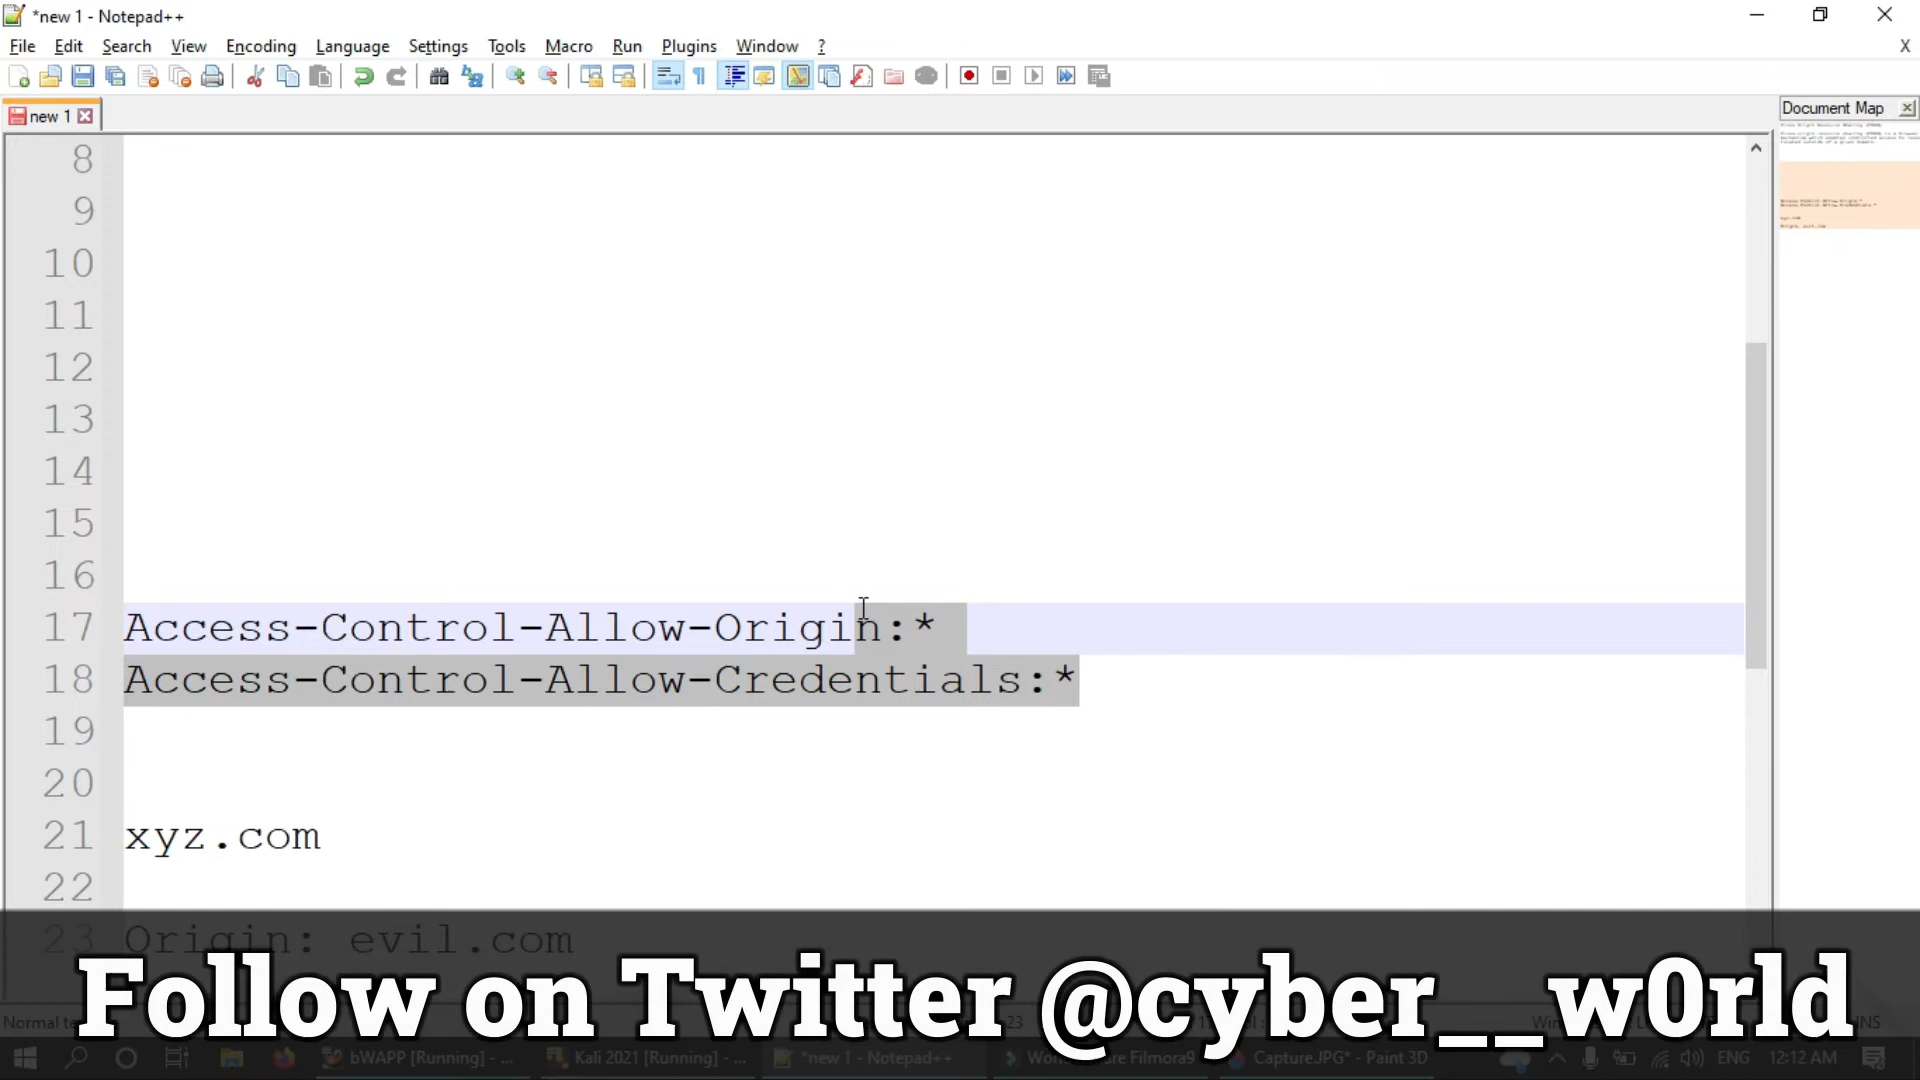 *new 1 - Notepad++
File Edit Search View Encoding Language Settings Tools Macro Run Plugins Window ?
X
new 1
Document Map
8
9
10
11
12
13
14
15
16
17 Access-Control-Allow-Origin:*
18 Access-Control-Allow-Credentials:*
19
20
21 xyz.com
22
23 Origin: evil.com
Follow on Twitter @cyber__w0rld
Normal te
bWAPP [Running] - ...
Kali 2021 [Running] - ...
*new 1 - Notepad++
CaptureJPG* - Paint 3D
ENG
12:12 AM